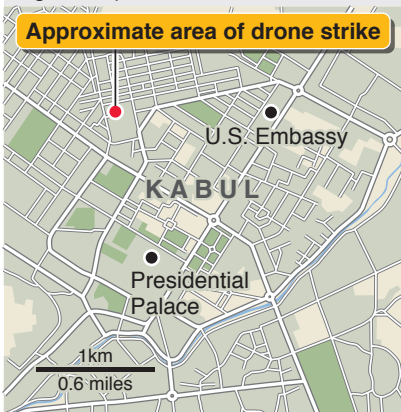 Approximate area of drone strike
U.S. Embassy
KABUL
Presidential
Palace
1km
0.6 miles